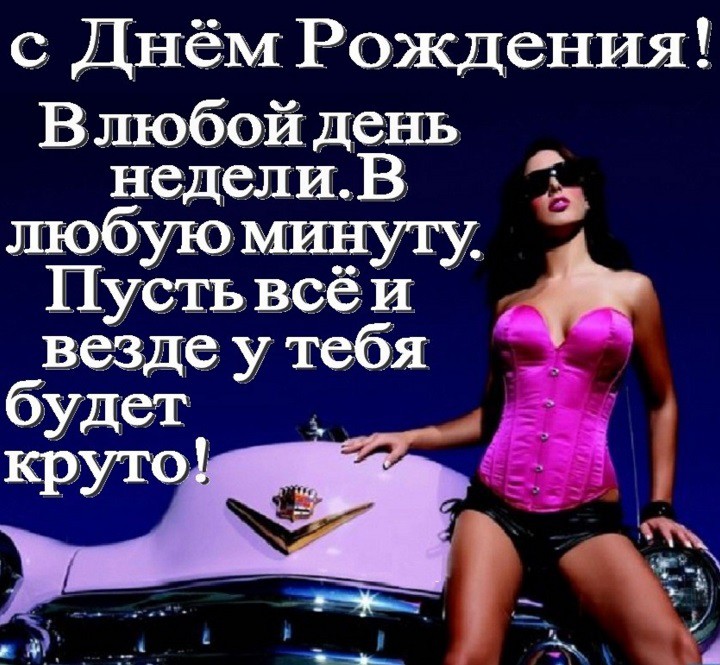 с Днём Рождения!
В любой день
недели.В
любую минуту.
Пусть всё и
везде у тебя
будет
круто!